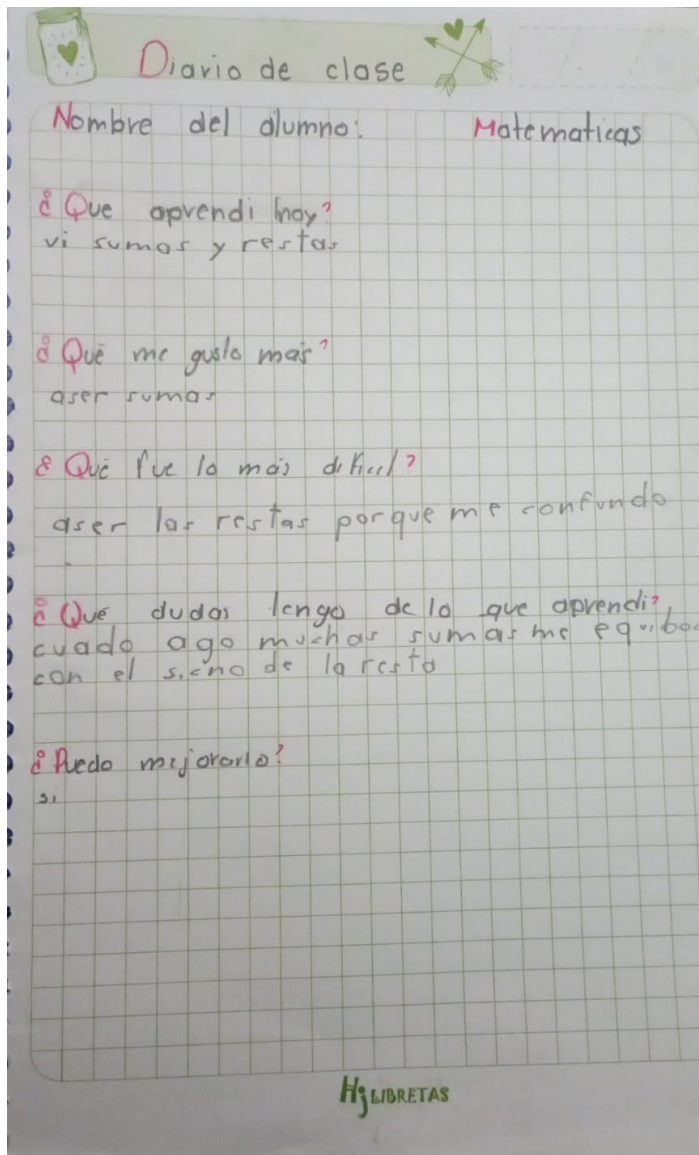 Diario de clase
Nombre del alumno: Matematicas
¿Que aprendi hoy?
vi sumas y restas
¿Qué me gusto más?
aser sumas
¿Qué fue lo más dificil?
aser las restas porque me confundo
¿Qué dudas tengo de lo que aprendi?
cuado ago muchas sumas me equiboc
con el sicno de la resta
¿Puedo mejorarlo?
si
Hj LIBRETAS